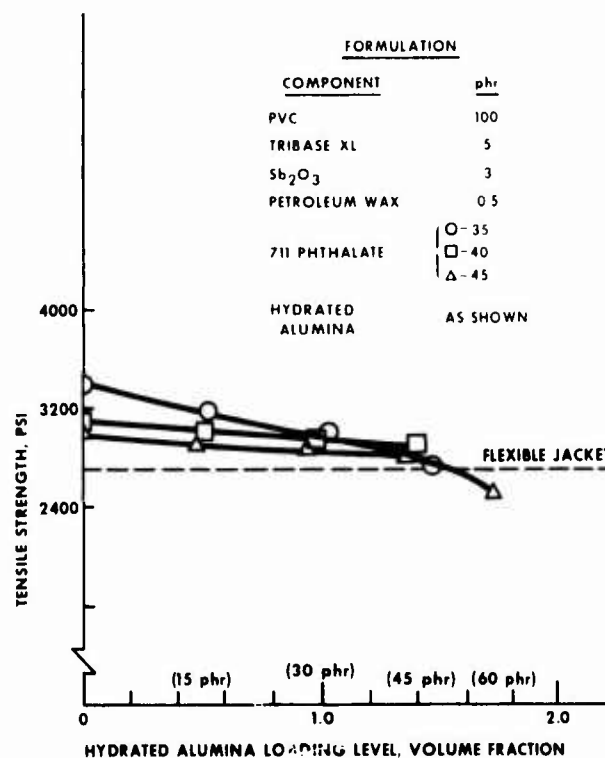 FORMULATION
COMPONENT phr
PVC 100
TRIBASE XL 5
Sb2O3 3
PETROLEUM WAX 0 5
711 PHTHALATE
○-35
□-40
△-45
HYDRATED ALUMINA AS SHOWN
4000
3200
2400
TENSILE STRENGTH, PSI
FLEXIBLE JACKET
(15 phr) (30 phr) (45 phr) (60 phr)
0 1.0 2.0
HYDRATED ALUMINA LOADING LEVEL, VOLUME FRACTION